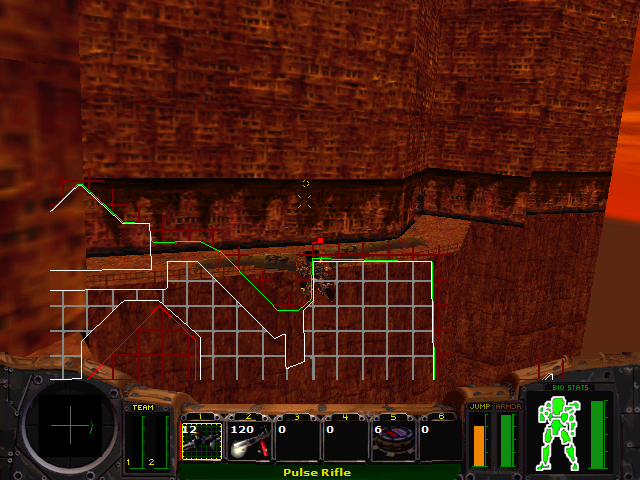 BIO STATS
TEAM
JUMP ARMOR
1 2 3 4 5 6
12 120 0 0 6 0
1 2
Pulse Rifle